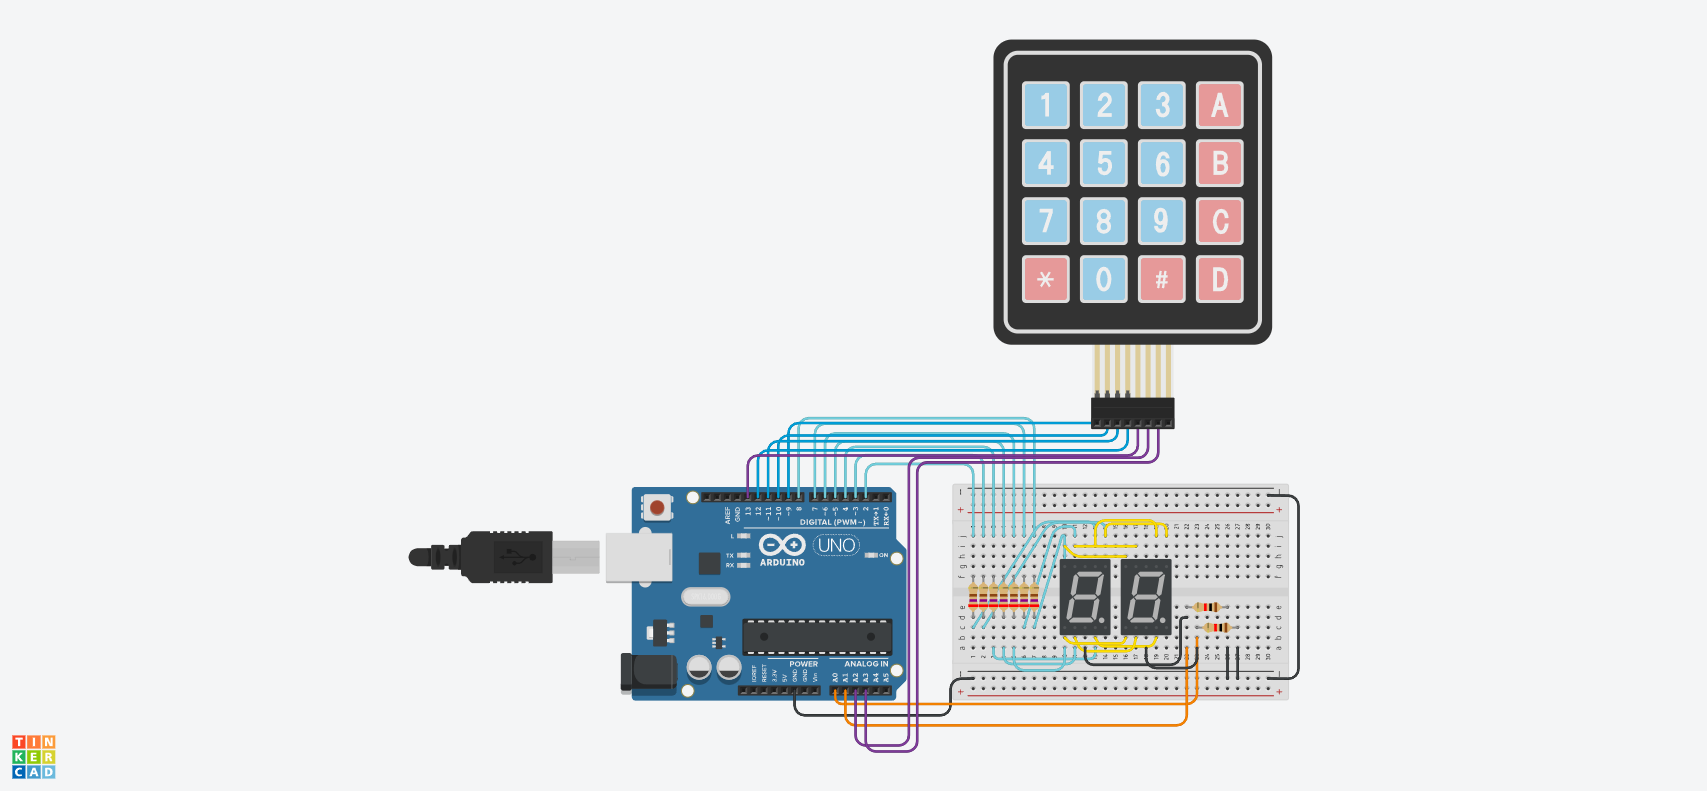 1 2 3 A
4 5 6 B
7 8 9 C
* 0 # D
AREF
GND
13
12
~11
~10
~9
8
7
~6
~5
4
~3
2
TX→1
RX←0
DIGITAL (PWM~)
L
TX
RX
ARDUINO
UNO
ON
POWER
ANALOG IN
IOREF
RESET
3.3V
5V
GND
GND
Vin
A0
A1
A2
A3
A4
A5
TIN
KER
CAD